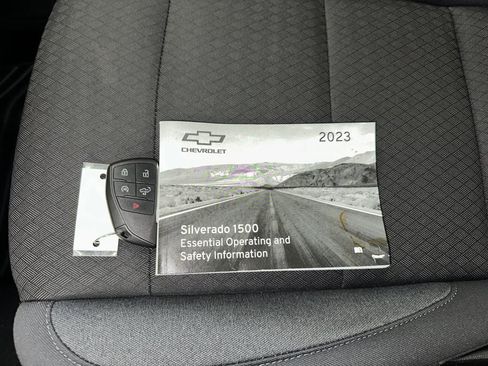 CHEVROLET
2023
Silverado 1500
Essential Operating and
Safety Information